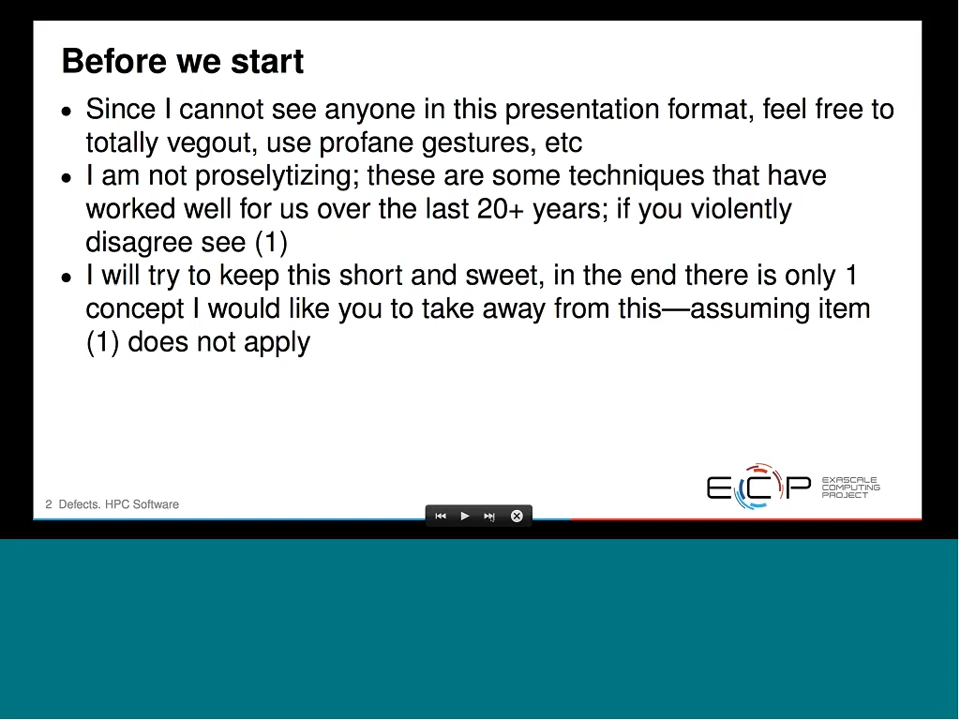 Before we start
• Since I cannot see anyone in this presentation format, feel free to
totally vegout, use profane gestures, etc
• I am not proselytizing; these are some techniques that have
worked well for us over the last 20+ years; if you violently
disagree see (1)
• I will try to keep this short and sweet, in the end there is only 1
concept I would like you to take away from this—assuming item
(1) does not apply
ECP
EXASCALE
COMPUTING
PROJECT
2 Defects. HPC Software